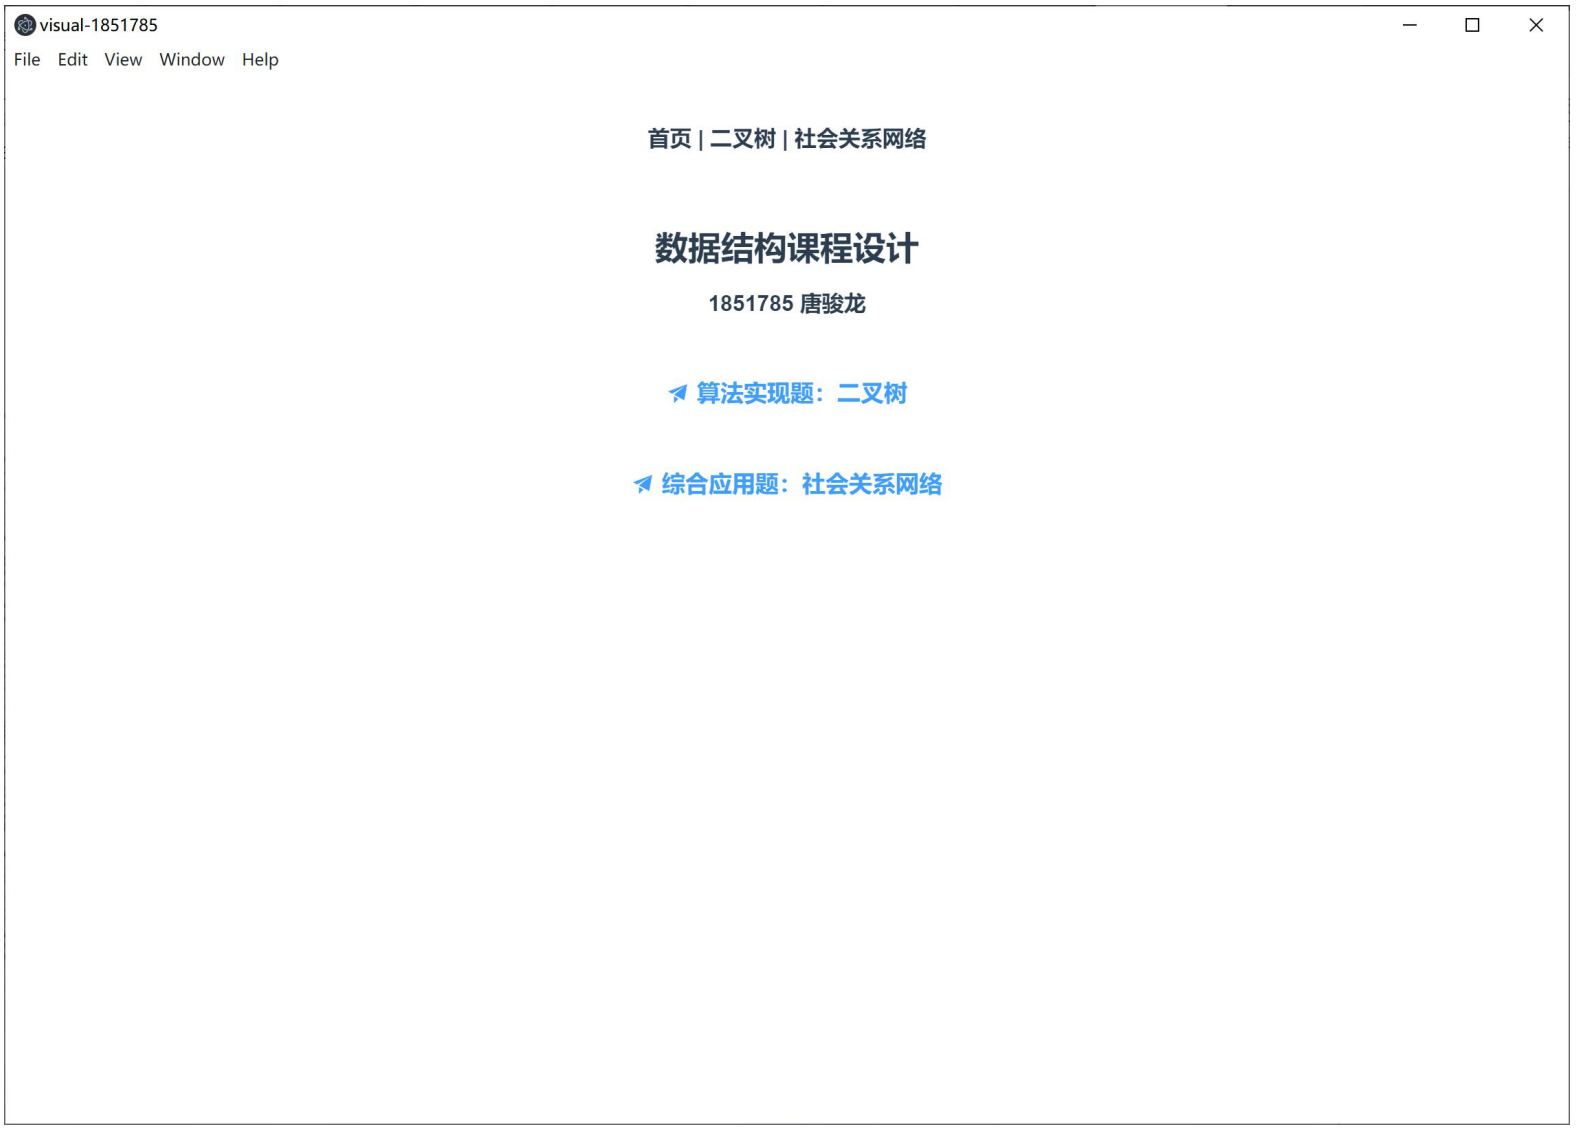 visual-1851785
File Edit View Window Help
首页 | 二叉树 | 社会关系网络
数据结构课程设计
1851785 唐骏龙
算法实现题：二叉树
综合应用题：社会关系网络